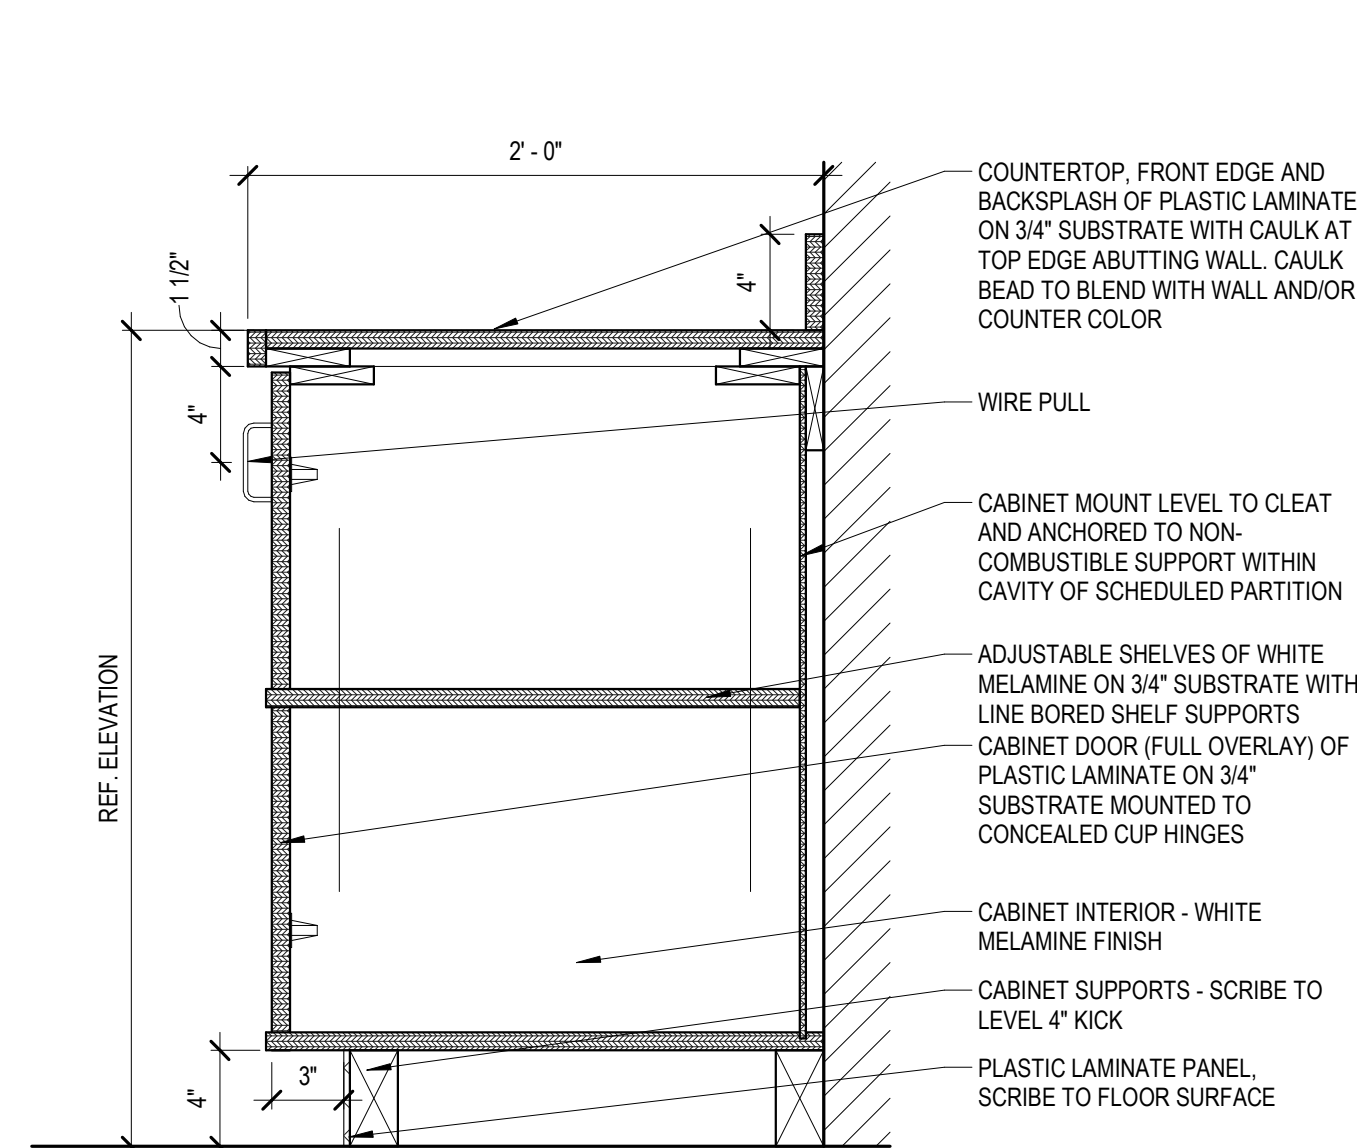 2' - 0"
COUNTERTOP, FRONT EDGE AND
BACKSPLASH OF PLASTIC LAMINATE
ON 3/4" SUBSTRATE WITH CAULK AT
TOP EDGE ABUTTING WALL. CAULK
BEAD TO BLEND WITH WALL AND/OR
COUNTER COLOR
1 1/2"
4"
4"
WIRE PULL
CABINET MOUNT LEVEL TO CLEAT
AND ANCHORED TO NON-
COMBUSTIBLE SUPPORT WITHIN
CAVITY OF SCHEDULED PARTITION
REF. ELEVATION
ADJUSTABLE SHELVES OF WHITE
MELAMINE ON 3/4" SUBSTRATE WITH
LINE BORED SHELF SUPPORTS
CABINET DOOR (FULL OVERLAY) OF
PLASTIC LAMINATE ON 3/4"
SUBSTRATE MOUNTED TO
CONCEALED CUP HINGES
CABINET INTERIOR - WHITE
MELAMINE FINISH
CABINET SUPPORTS - SCRIBE TO
LEVEL 4" KICK
3"
4"
PLASTIC LAMINATE PANEL,
SCRIBE TO FLOOR SURFACE